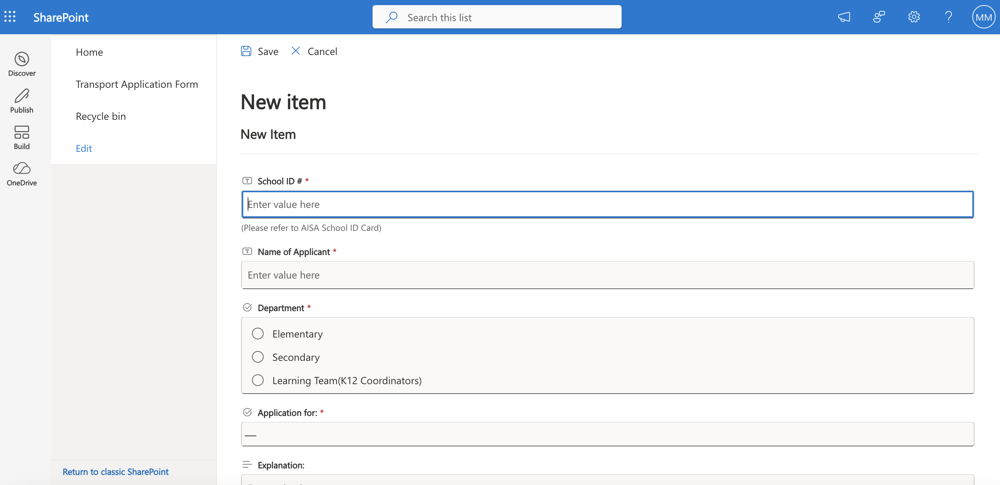 SharePoint
Search this list
?
MM
Discover
Publish
Build
OneDrive
Home
Transport Application Form
Recycle bin
Edit
Return to classic SharePoint
Save
Cancel
New item
New Item
School ID # *
Enter value here
(Please refer to AISA School ID Card)
Name of Applicant *
Enter value here
Department *
Elementary
Secondary
Learning Team(K12 Coordinators)
Application for: *
—
Explanation: